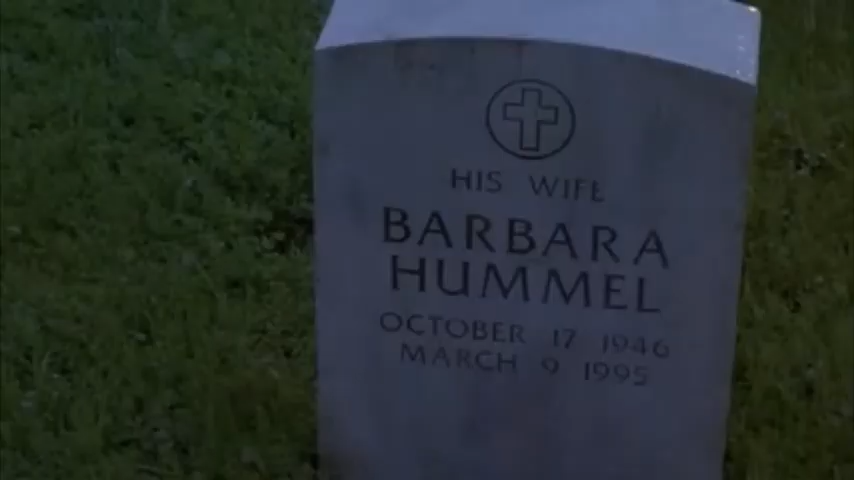 HIS WIFE
BARBARA
HUMMEL
OCTOBER 17 1946
MARCH 9 1995